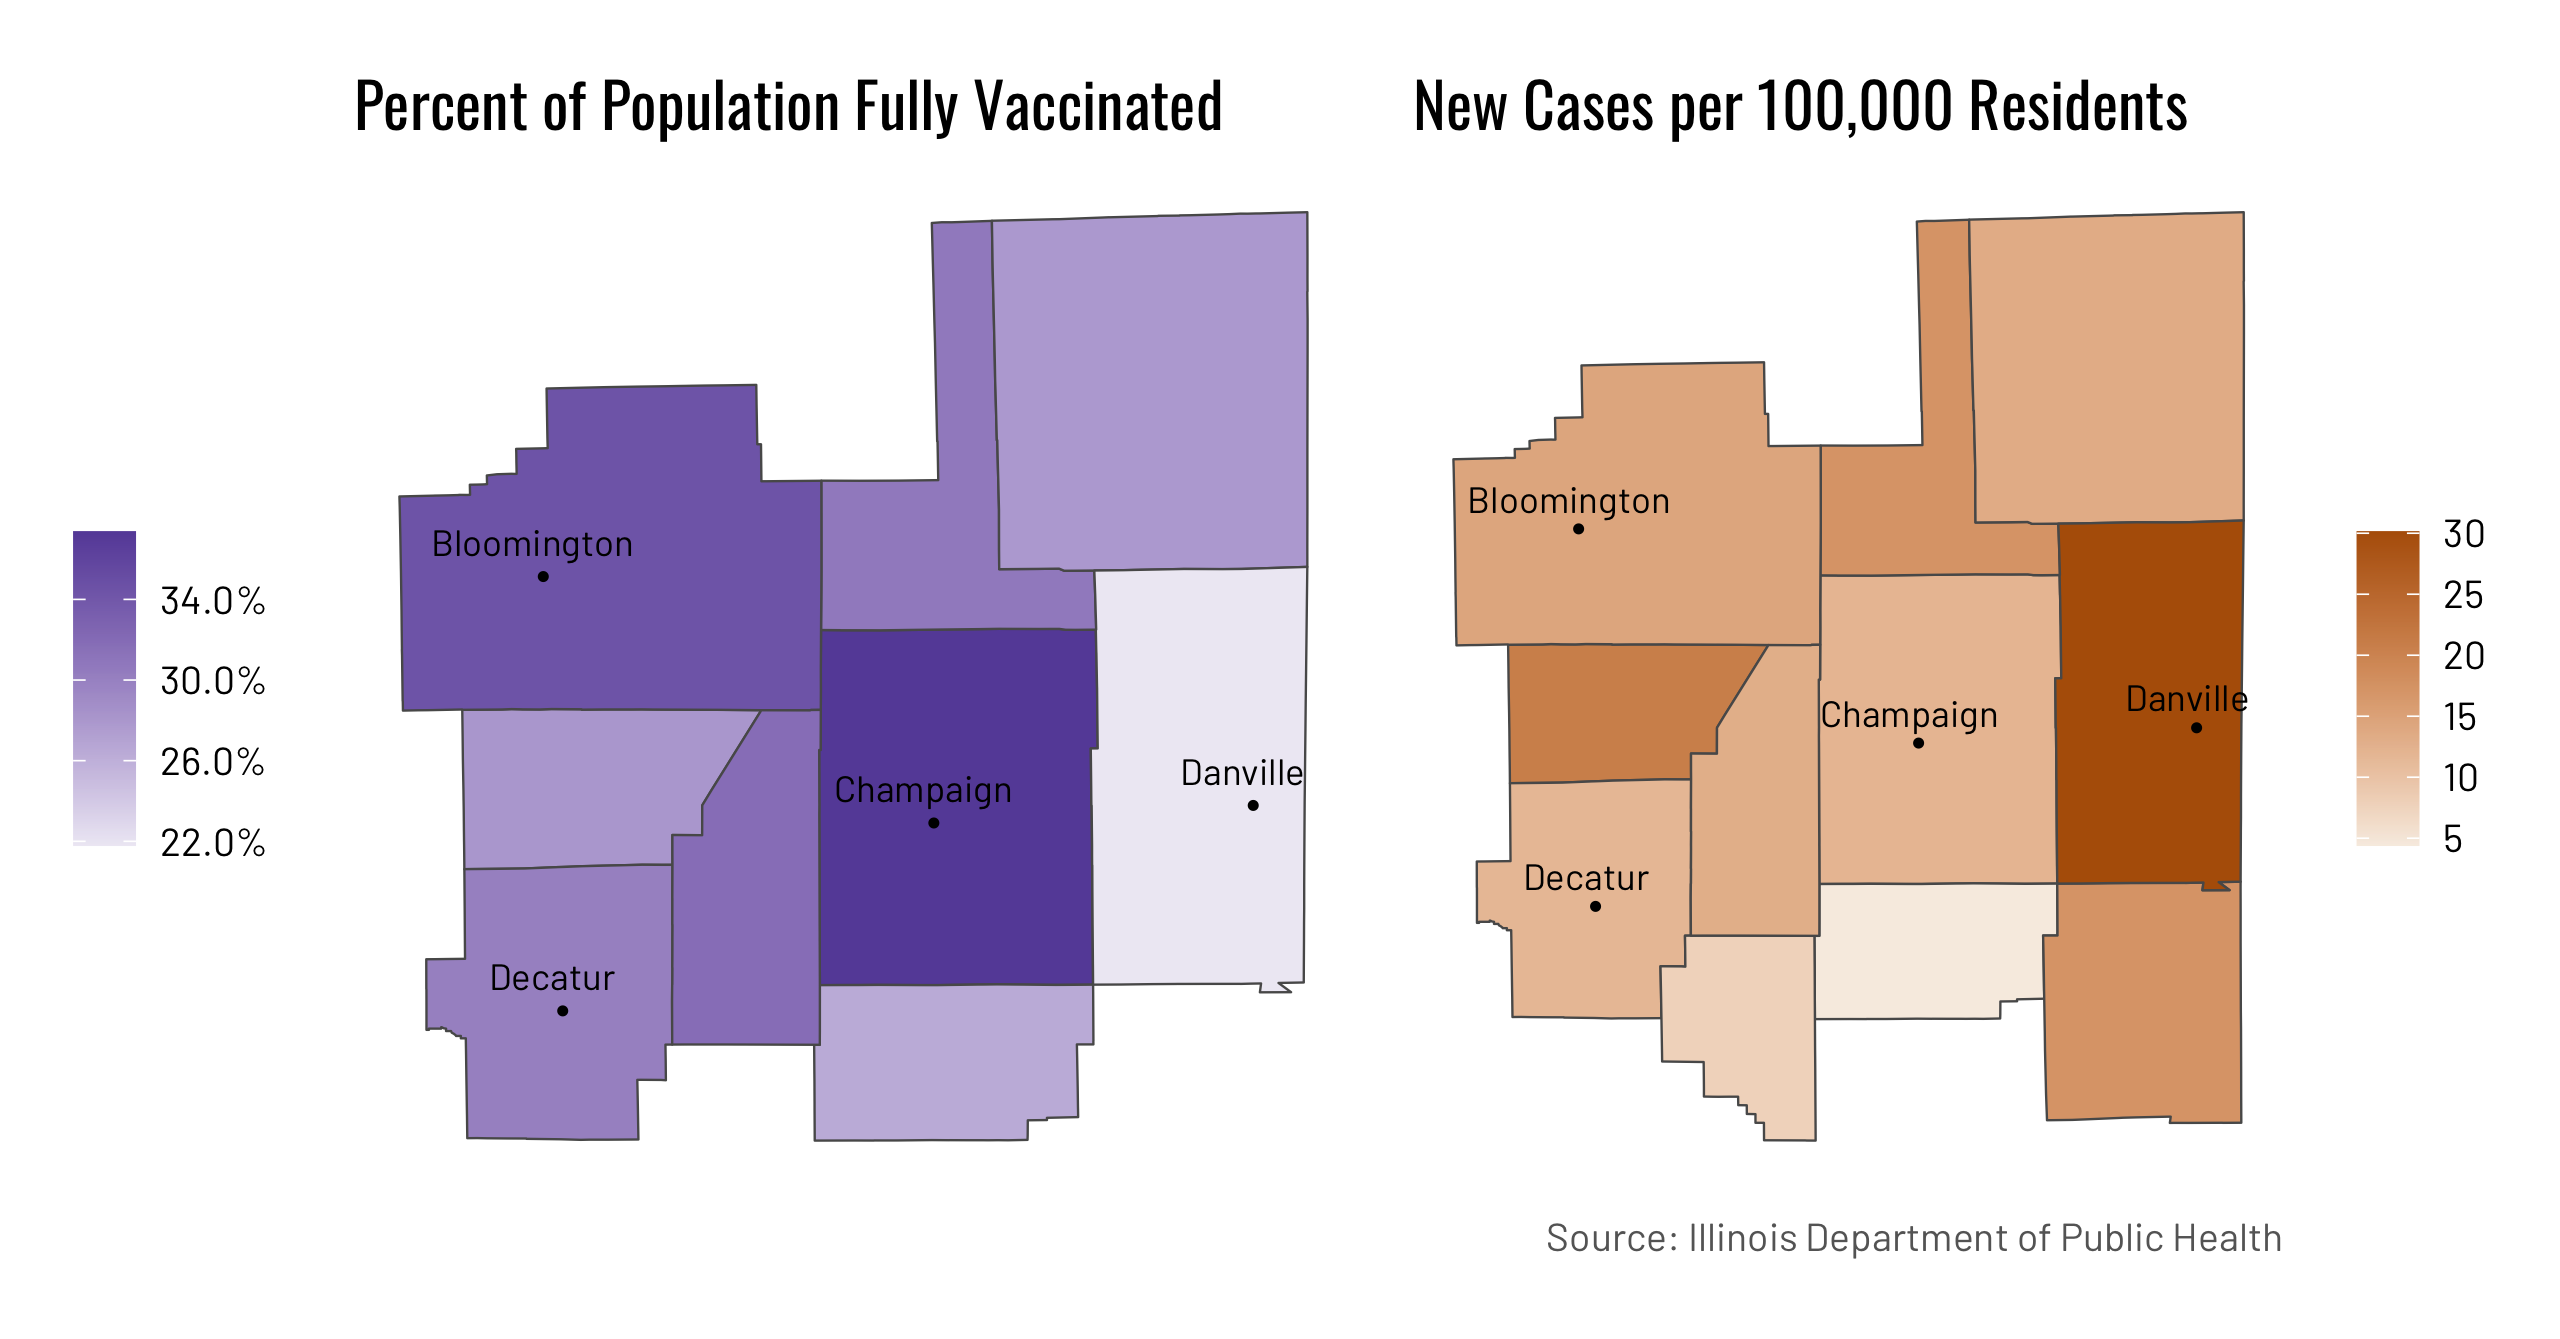 Percent of Population Fully Vaccinated
New Cases per 100,000 Residents
34.0%
30.0%
26.0%
22.0%
Bloomington
Champaign
Danville
Decatur
Bloomington
Champaign
Danville
Decatur
30
25
20
15
10
5
Source: Illinois Department of Public Health